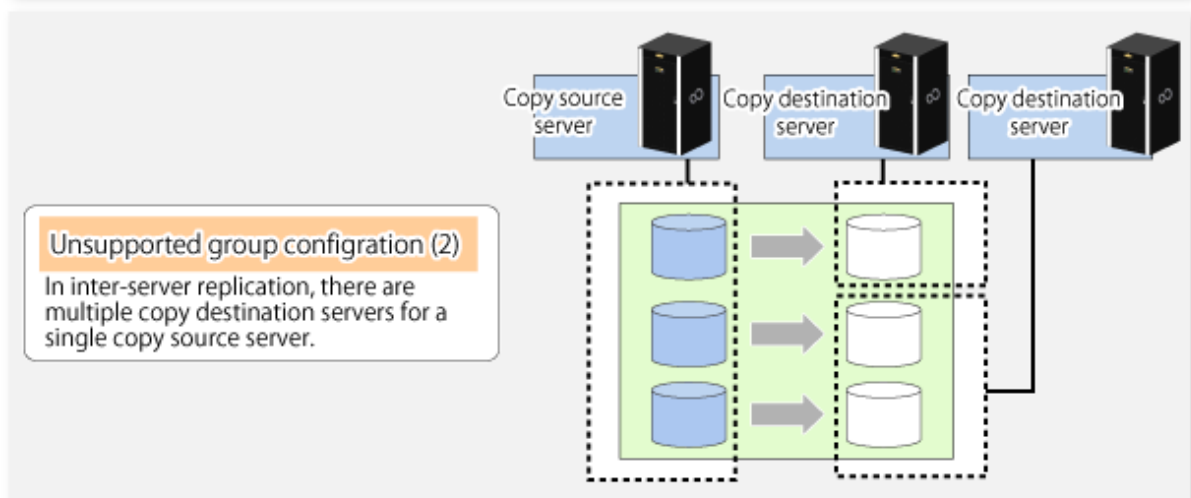 Copy source
server
Copy destination
server
Copy destination
server
Unsupported group configration (2)
In inter-server replication, there are
multiple copy destination servers for a
single copy source server.